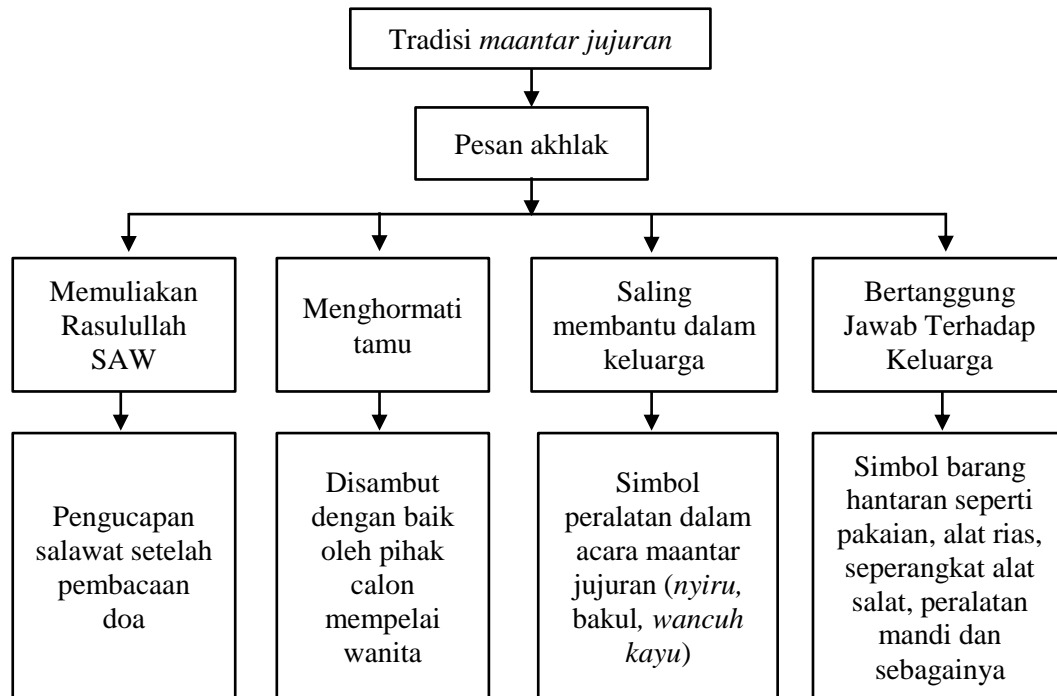 Tradisi maantar jujuran
Pesan akhlak
Memuliakan
Rasulullah
SAW
Menghormati
tamu
Saling
membantu dalam
keluarga
Bertanggung
Jawab Terhadap
Keluarga
Pengucapan
salawat setelah
pembacaan
doa
Disambut
dengan baik
oleh pihak
calon
mempelai
wanita
Simbol
peralatan dalam
acara maantar
jujuran (nyiru,
bakul, wancuh
kayu)
Simbol barang
hantaran seperti
pakaian, alat rias,
seperangkat alat
salat, peralatan
mandi dan
sebagainya